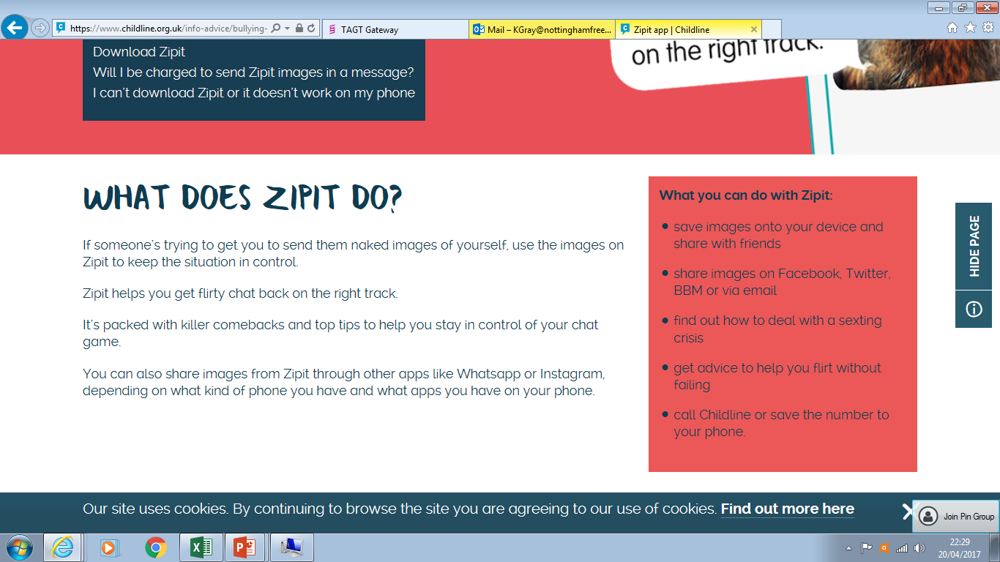 https://www.childline.org.uk/info-advice/bullying-
TAGT Gateway
Mail – KGray@nottinghamfree...
Zipit app | Childline
Download Zipit
Will I be charged to send Zipit images in a message?
I can't download Zipit or it doesn't work on my phone
on the right track.
WHAT DOES ZIPIT DO?
If someone's trying to get you to send them naked images of yourself, use the images on
Zipit to keep the situation in control.
Zipit helps you get flirty chat back on the right track.
It's packed with killer comebacks and top tips to help you stay in control of your chat
game.
You can also share images from Zipit through other apps like Whatsapp or Instagram,
depending on what kind of phone you have and what apps you have on your phone.
What you can do with Zipit:
• save images onto your device and
share with friends
• share images on Facebook, Twitter,
BBM or via email
• find out how to deal with a sexting
crisis
• get advice to help you flirt without
failing
• call Childline or save the number to
your phone.
HIDE PAGE
Our site uses cookies. By continuing to browse the site you are agreeing to our use of cookies. Find out more here
Join Pin Group
22:29
20/04/2017